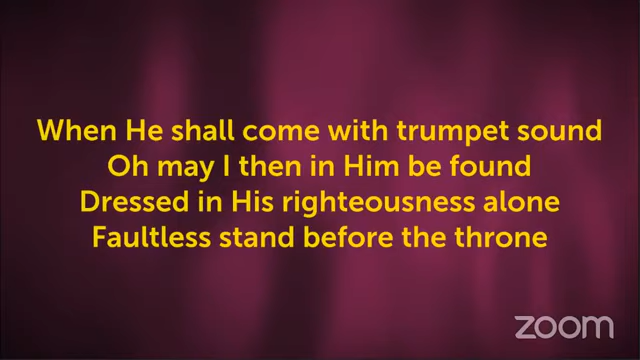 When He shall come with trumpet sound
Oh may I then in Him be found
Dressed in His righteousness alone
Faultless stand before the throne
zoom